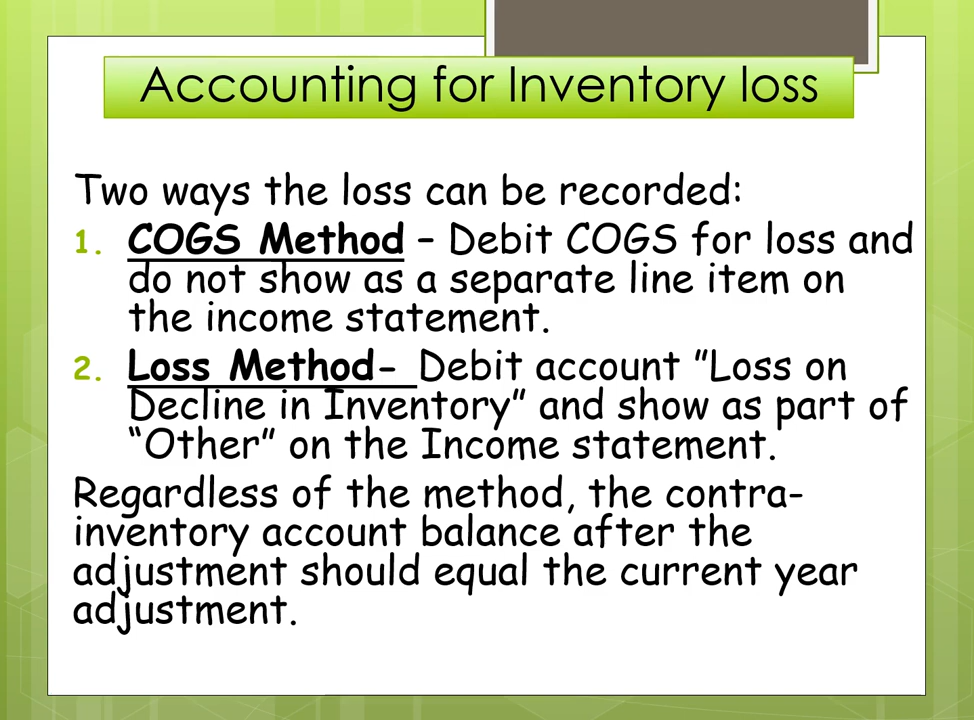 Accounting for Inventory loss
Two ways the loss can be recorded:
1. COGS Method – Debit COGS for loss and
do not show as a separate line item on
the income statement.
2. Loss Method- Debit account ”Loss on
Decline in Inventory” and show as part of
“Other” on the Income statement.
Regardless of the method, the contra-
inventory account balance after the
adjustment should equal the current year
adjustment.